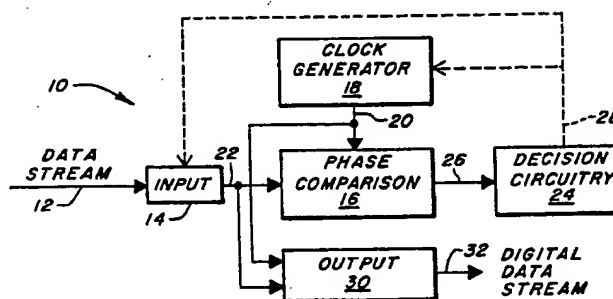 CLOCK
GENERATOR
18
10
20
DATA
STREAM
12
INPUT
14
22
PHASE
COMPARISON
16
26
DECISION
CIRCUITRY
24
OUTPUT
30
32
DIGITAL
DATA
STREAM